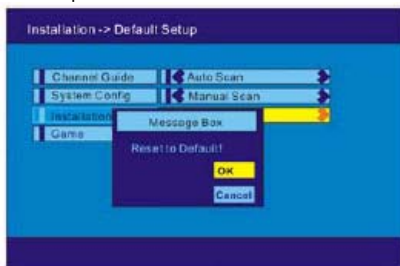 Installation -> Default Setup
Channel Guide
Auto Scan
System Config
Manual Scan
Installation
Game
Message Box
Reset to Default!
OK
Cancel